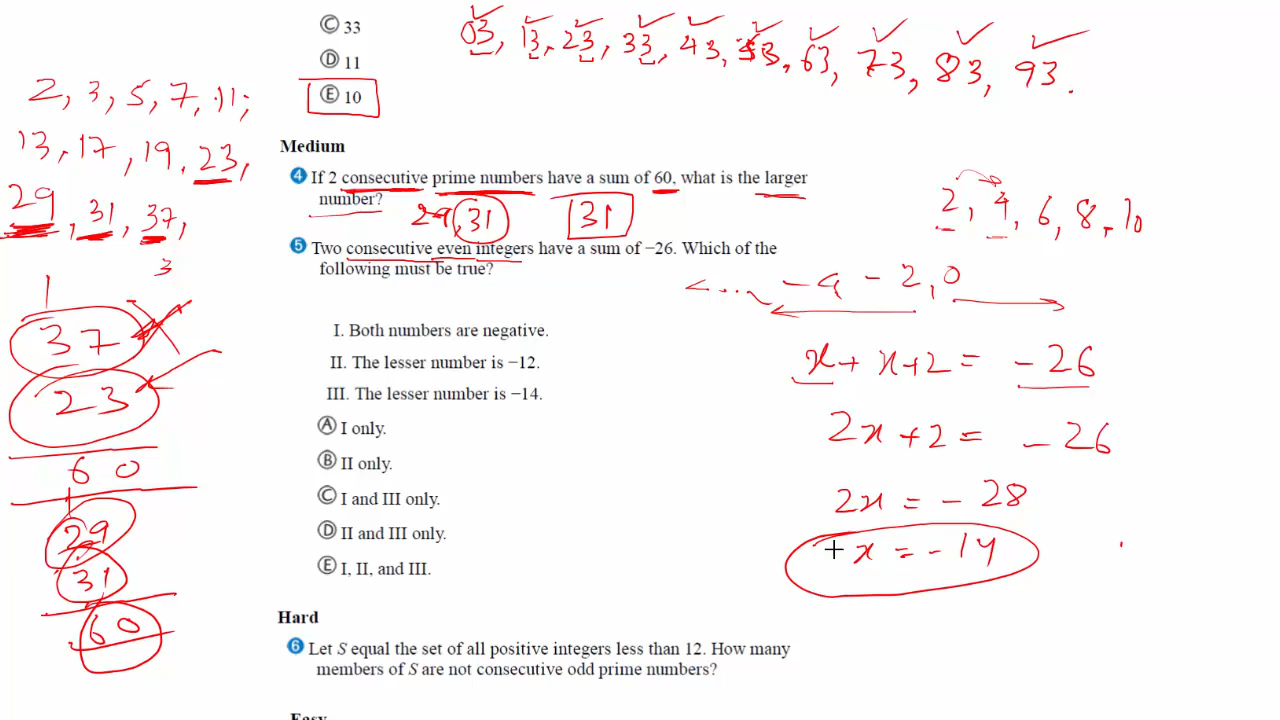 Ⓒ 33
03, 13, 23, 33, 43, 53, 63, 73, 83, 93.
Ⓓ 11
Ⓔ 10
2, 3, 5, 7, 11,
13, 17, 19, 23,
29, 31, 37,
3
Medium
4 If 2 consecutive prime numbers have a sum of 60, what is the larger
number?
29, 31 31
2, 4, 6, 8, 10
5 Two consecutive even integers have a sum of −26. Which of the
following must be true?
<... -4 -2, 0
I. Both numbers are negative.
II. The lesser number is −12.
III. The lesser number is −14.
Ⓐ I only.
Ⓑ II only.
Ⓒ I and III only.
Ⓓ II and III only.
Ⓔ I, II, and III.
x + x+2 = -26
2x +2 = -26
2x = - 28
x = -14
1
37
23
60
1
29
31
60
Hard
6 Let S equal the set of all positive integers less than 12. How many
members of S are not consecutive odd prime numbers?